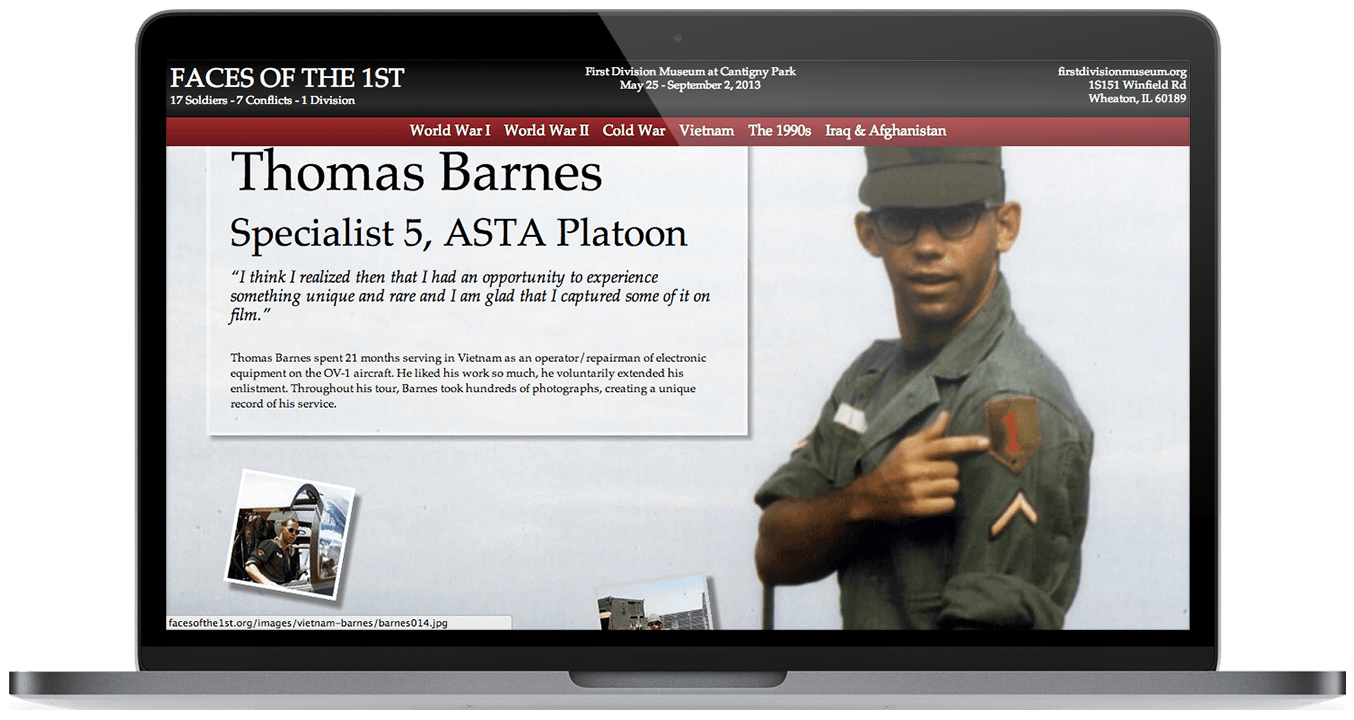 FACES OF THE 1ST
17 Soldiers - 7 Conflicts - 1 Division
First Division Museum at Cantigny Park
May 25 - September 2, 2013
firstdivisionmuseum.org
1S151 Winfield Rd
Wheaton, IL 60189
World War I World War II Cold War Vietnam The 1990s Iraq & Afghanistan
Thomas Barnes
Specialist 5, ASTA Platoon
“I think I realized then that I had an opportunity to experience
something unique and rare and I am glad that I captured some of it on
film.”
Thomas Barnes spent 21 months serving in Vietnam as an operator/repairman of electronic
equipment on the OV-1 aircraft. He liked his work so much, he voluntarily extended his
enlistment. Throughout his tour, Barnes took hundreds of photographs, creating a unique
record of his service.
1
facesofthe1st.org/images/vietnam-barnes/barnes014.jpg